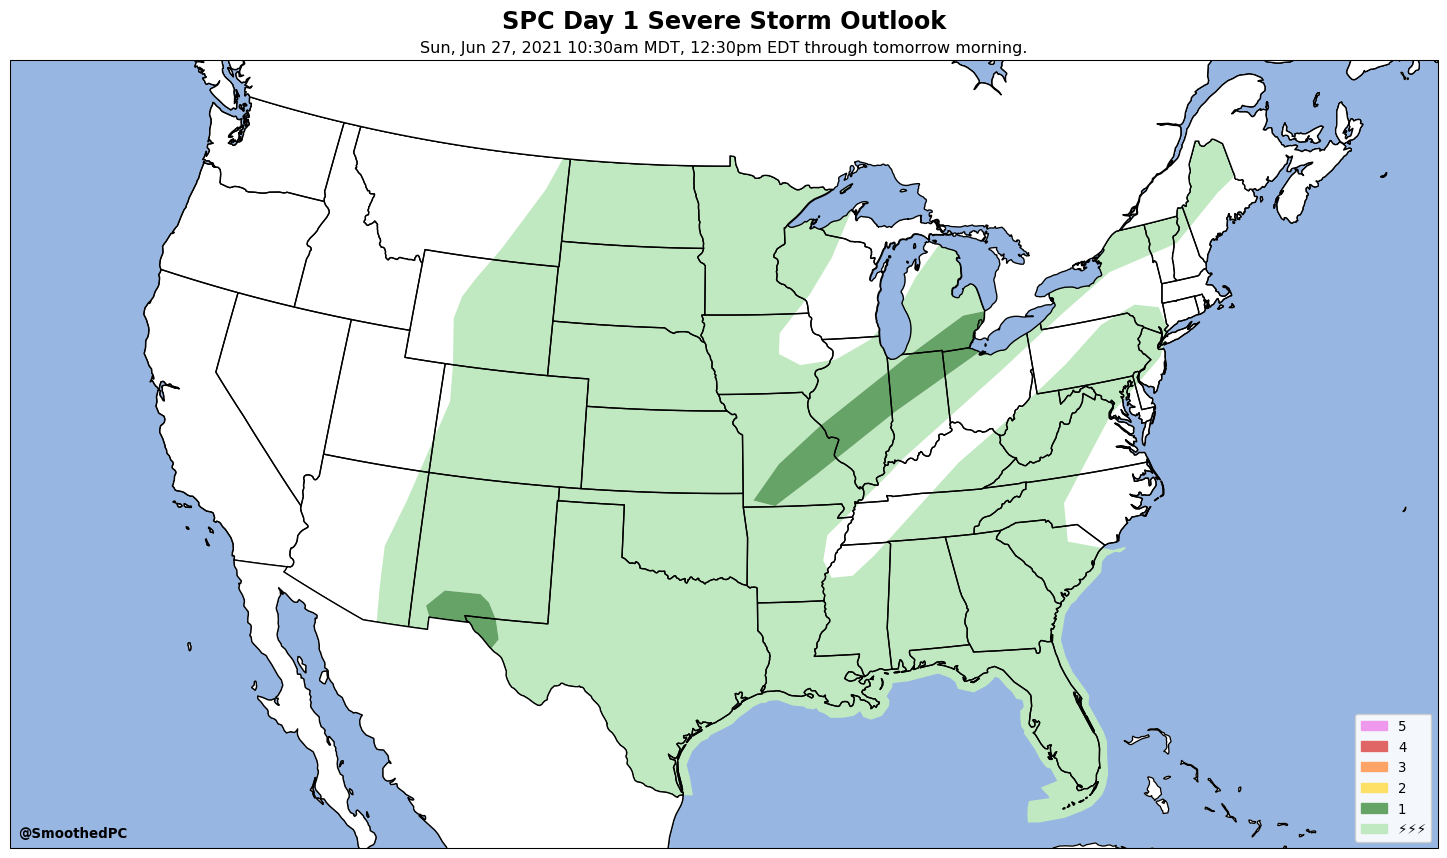 SPC Day 1 Severe Storm Outlook
Sun, Jun 27, 2021 10:30am MDT, 12:30pm EDT through tomorrow morning.
5
4
3
2
1
⚡⚡⚡
@SmoothedPC